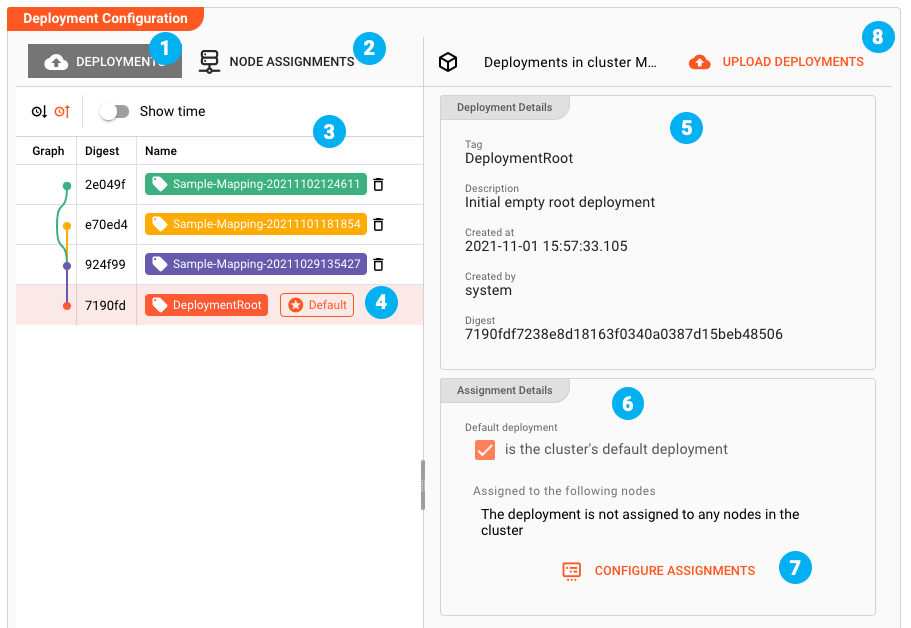 Deployment Configuration
1
2
8
DEPLOYMENTS
NODE ASSIGNMENTS
Deployments in cluster M...
UPLOAD DEPLOYMENTS
Show time
3
Graph
Digest
Name
2e049f
Sample-Mapping-20211102124611
e70ed4
Sample-Mapping-20211101181854
924f99
Sample-Mapping-20211029135427
7190fd
DeploymentRoot
Default
4
Deployment Details
5
Tag
DeploymentRoot
Description
Initial empty root deployment
Created at
2021-11-01 15:57:33.105
Created by
system
Digest
7190fdf7238e8d18163f0340a0387d15beb48506
Assignment Details
6
Default deployment
is the cluster's default deployment
Assigned to the following nodes
The deployment is not assigned to any nodes in the
cluster
CONFIGURE ASSIGNMENTS
7